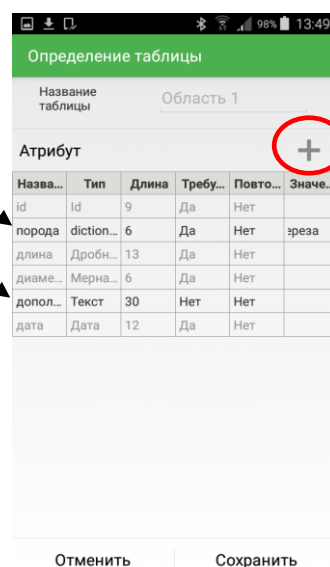 98% 13:49
Определение таблицы
Название
таблицы
Область 1
Атрибут
Назва... Тип Длина Требу... Повто... Значе..
id Id 9 Да Нет
порода diction... 6 Да Нет ереза
длина Дробн... 13 Да Нет
диаме... Мерна... 6 Да Нет
допол... Текст 30 Нет Нет
дата Дата 12 Да Нет
Отменить Сохранить